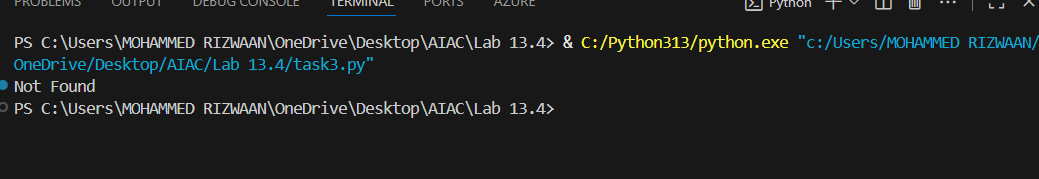 PROBLEMS OUTPUT DEBUG CONSOLE TERMINAL PORTS AZURE Python
PS C:\Users\MOHAMMED RIZWAAN\OneDrive\Desktop\AIAC\Lab 13.4> & C:/Python313/python.exe "c:/Users/MOHAMMED RIZWAAN/
OneDrive/Desktop/AIAC/Lab 13.4/task3.py"
Not Found
PS C:\Users\MOHAMMED RIZWAAN\OneDrive\Desktop\AIAC\Lab 13.4>